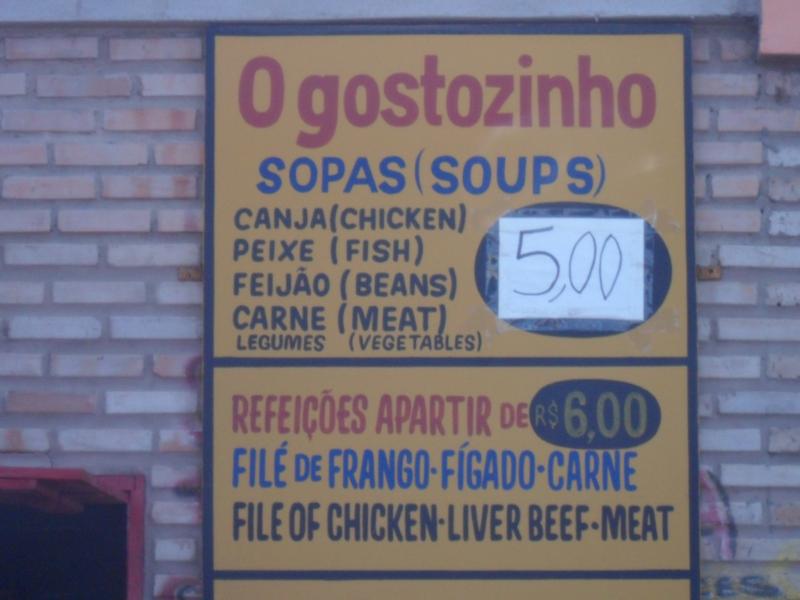 O gostozinho
SOPAS (SOUPS)
CANJA (CHICKEN)
PEIXE (FISH)
FEIJÃO (BEANS)
CARNE (MEAT)
LEGUMES (VEGETABLES)
5,00
REFEIÇÕES APARTIR DE R$ 6,00
FILÉ DE FRANGO·FÍGADO·CARNE
FILE OF CHICKEN·LIVER BEEF·MEAT